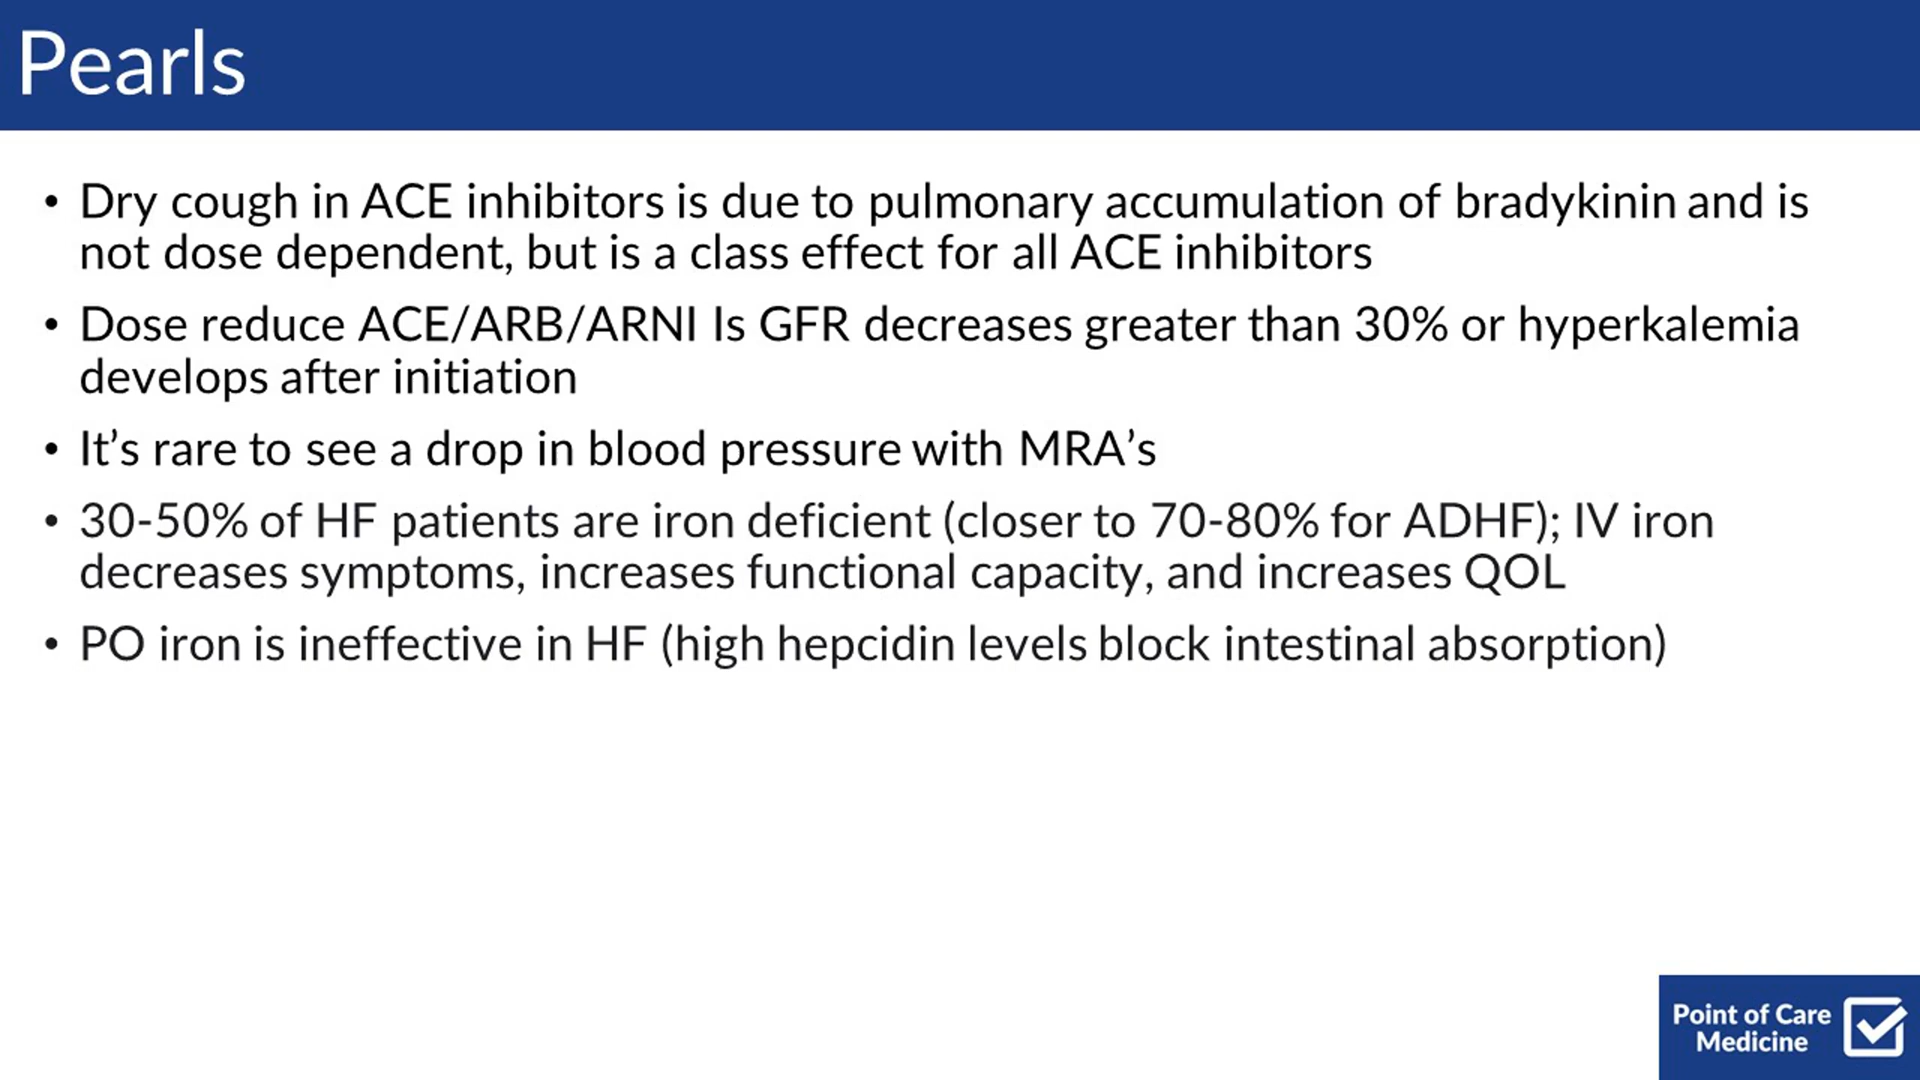 Pearls
• Dry cough in ACE inhibitors is due to pulmonary accumulation of bradykinin and is
not dose dependent, but is a class effect for all ACE inhibitors
• Dose reduce ACE/ARB/ARNI Is GFR decreases greater than 30% or hyperkalemia
develops after initiation
• It’s rare to see a drop in blood pressure with MRA’s
• 30-50% of HF patients are iron deficient (closer to 70-80% for ADHF); IV iron
decreases symptoms, increases functional capacity, and increases QOL
• PO iron is ineffective in HF (high hepcidin levels block intestinal absorption)
Point of Care
Medicine